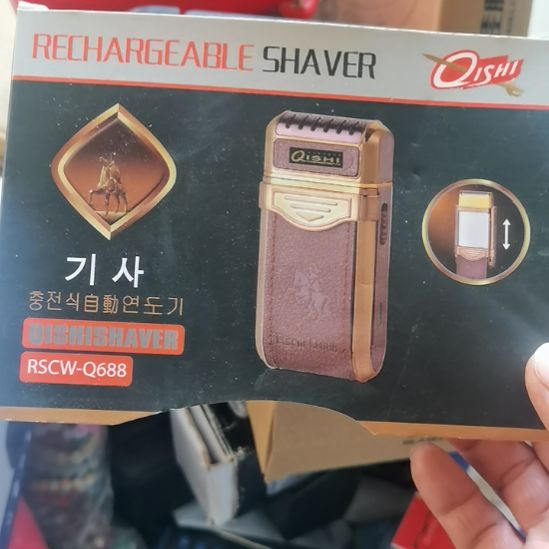 RECHARGEABLE SHAVER
QISHI
QISHI
기사
충전식自動면도기
QISHISHAVER
RSCW-Q688